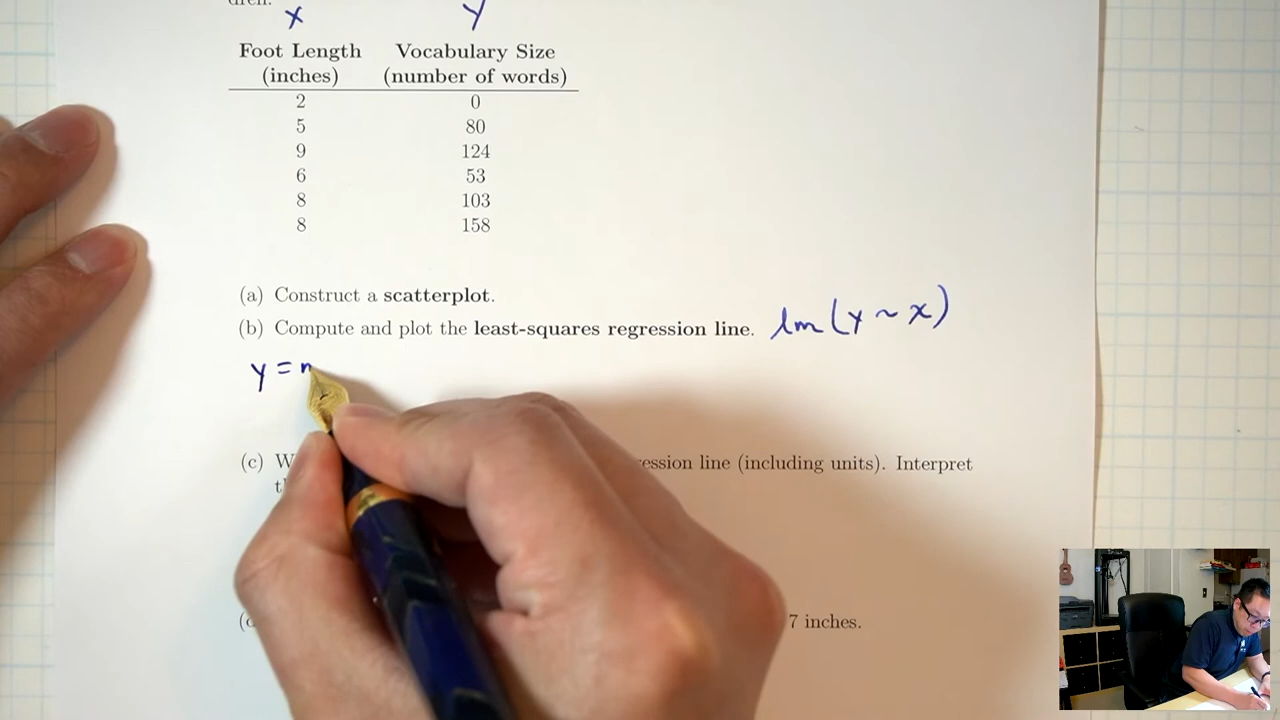 x y
Foot Length Vocabulary Size
(inches) (number of words)
2 0
5 80
9 124
6 53
8 103
8 158
(a) Construct a scatterplot.
(b) Compute and plot the least-squares regression line. lm(y ~ x)
y =
(c) ession line (including units). Interpret
7 inches.